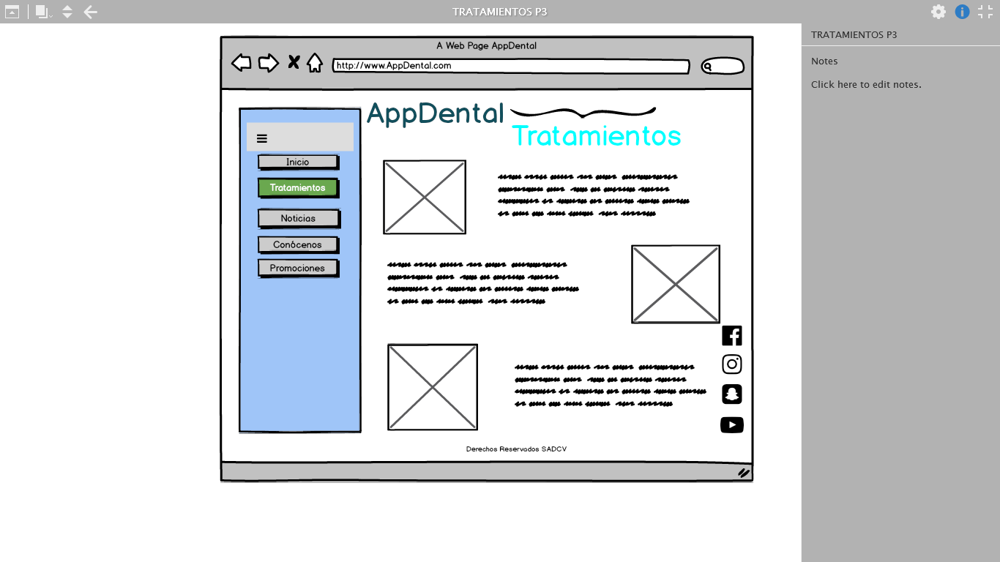 TRATAMIENTOS P3
TRATAMIENTOS P3
Notes
Click here to edit notes.
A Web Page AppDental
http://www.AppDental.com
AppDental
Tratamientos
Inicio
Tratamientos
Noticias
Conócenos
Promociones
Derechos Reservados SADCV